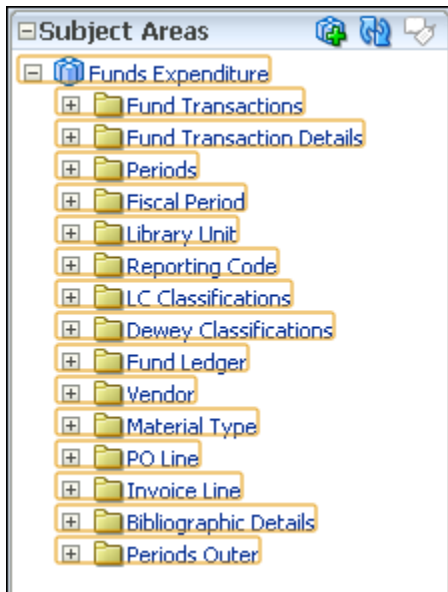 Subject Areas
Funds Expenditure
Fund Transactions
Fund Transaction Details
Periods
Fiscal Period
Library Unit
Reporting Code
LC Classifications
Dewey Classifications
Fund Ledger
Vendor
Material Type
PO Line
Invoice Line
Bibliographic Details
Periods Outer